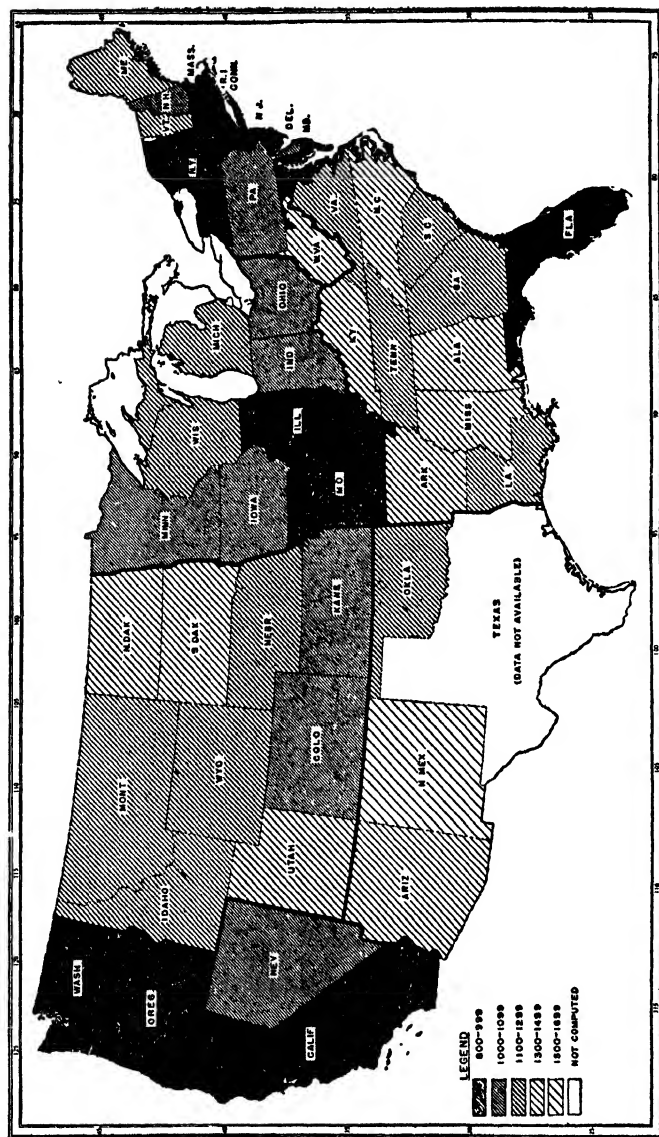 WASH
OREG
CALIF
NEV
IDAHO
MONT
WYO
UTAH
ARIZ
COLO
N MEX
N DAK
S DAK
NEBR
KANS
OKLA
TEXAS
(DATA NOT AVAILABLE)
MINN
IOWA
MO
ARK
LA
WIS
ILL
MICH
IND
OHIO
KY
TENN
MISS
ALA
GA
FLA
S C
N C
VA
W VA
PA
N Y
VT
N.H.
ME
MASS.
R.I
CONN.
N J.
DEL.
MD.
LEGEND
800-999
1000-1099
1100-1299
1300-1499
1500-1699
NOT COMPUTED